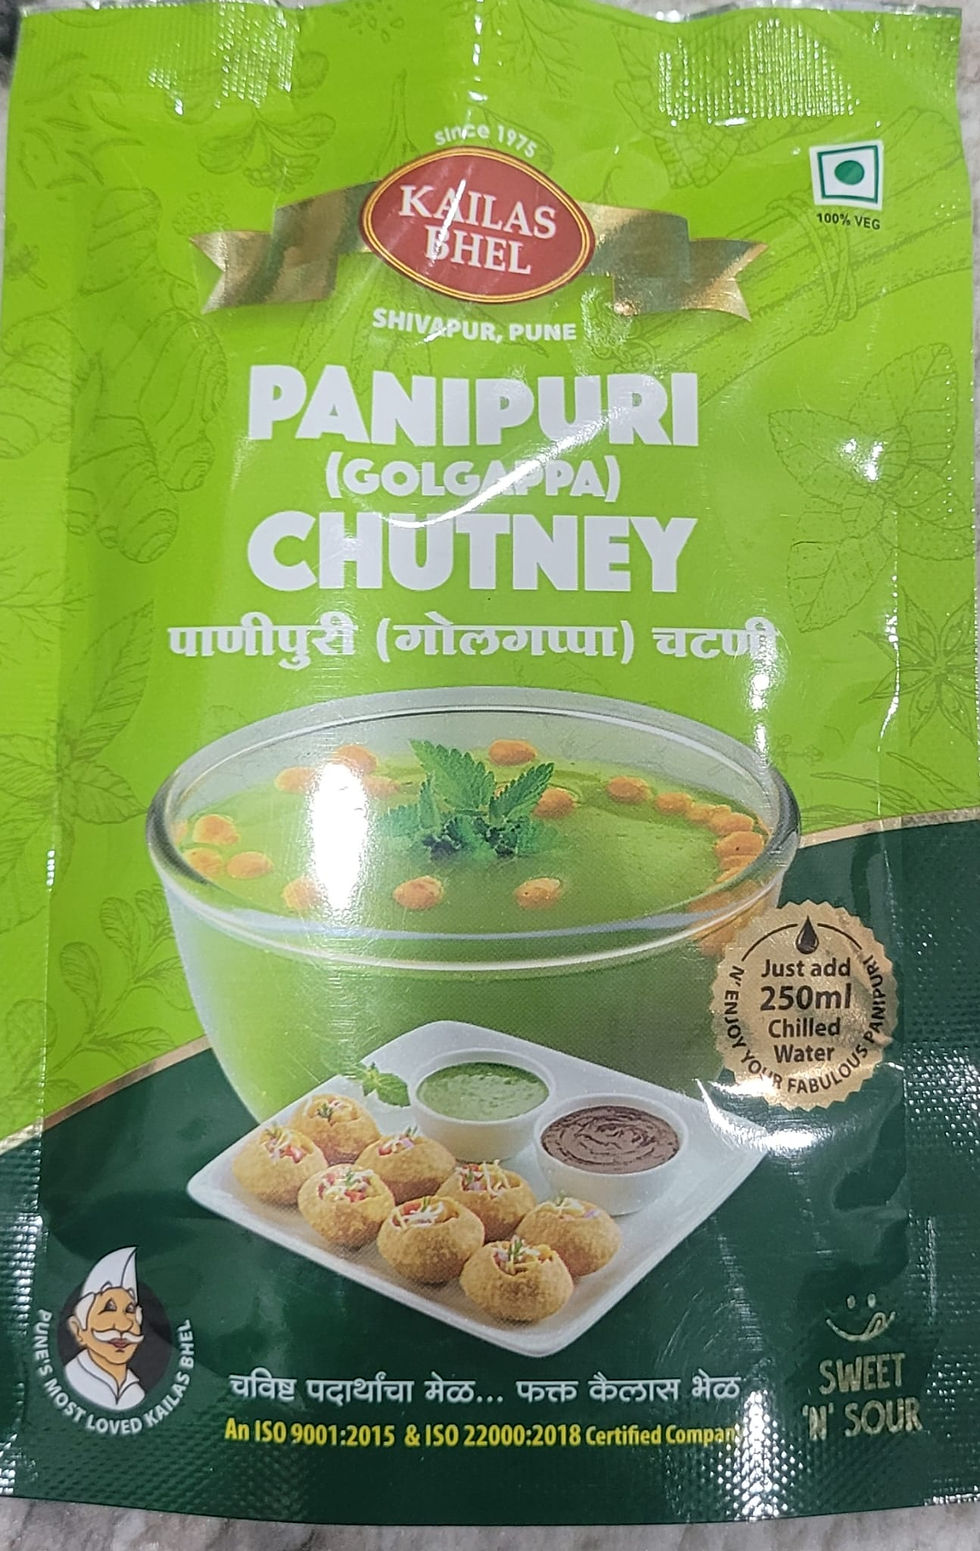 since 1975
KAILAS
BHEL
SHIVAPUR, PUNE
100% VEG
PANIPURI
(GOLGAPPA)
CHUTNEY
पाणीपुरी (गोलगप्पा) चटणी
Just add
250ml
Chilled
Water
N' ENJOY YOUR FABULOUS PANIPURI
PUNE'S MOST LOVED KAILAS BHEL
चविष्ट पदार्थांचा मेळ... फक्त कैलास भेळ
An ISO 9001:2015 & ISO 22000:2018 Certified Company
SWEET
'N' SOUR